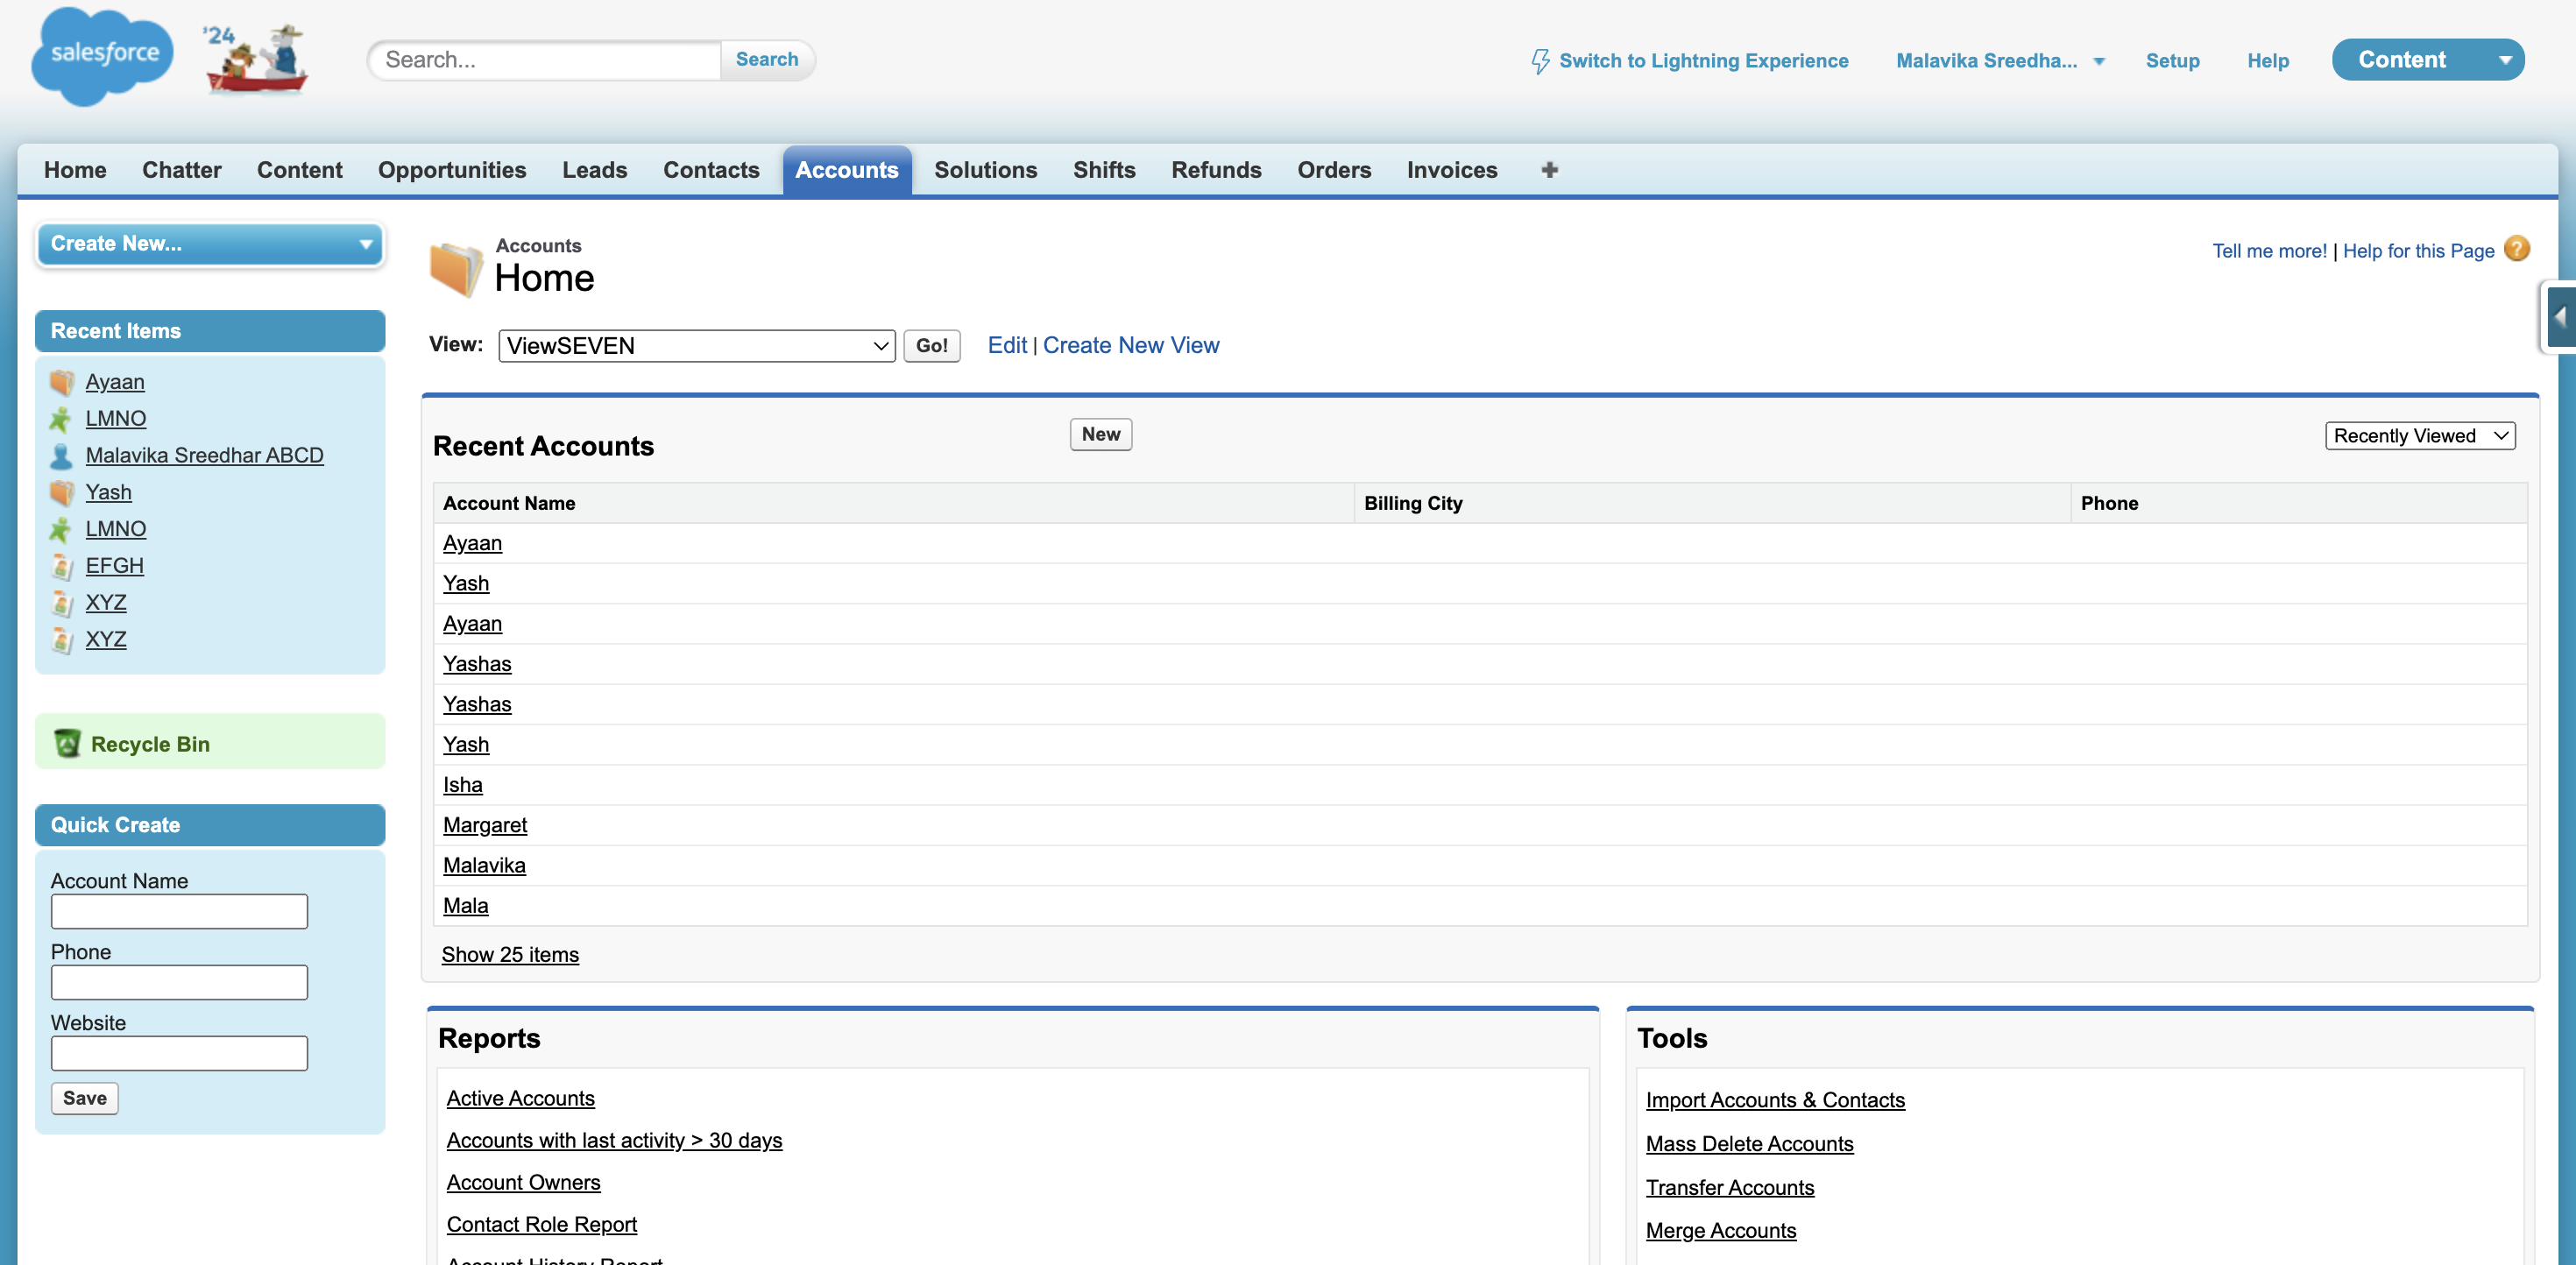 salesforce
'24
Search...
Search
Switch to Lightning Experience
Malavika Sreedha...
Setup
Help
Content
Home
Chatter
Content
Opportunities
Leads
Contacts
Accounts
Solutions
Shifts
Refunds
Orders
Invoices
+
Create New...
Recent Items
Ayaan
LMNO
Malavika Sreedhar ABCD
Yash
LMNO
EFGH
XYZ
XYZ
Recycle Bin
Quick Create
Account Name
Phone
Website
Save
Accounts
Home
Tell me more! | Help for this Page ?
View: ViewSEVEN Go! Edit | Create New View
Recent Accounts
New
Recently Viewed
Account Name Billing City Phone
Ayaan
Yash
Ayaan
Yashas
Yashas
Yash
Isha
Margaret
Malavika
Mala
Show 25 items
Reports
Active Accounts
Accounts with last activity > 30 days
Account Owners
Contact Role Report
Account History Report
Tools
Import Accounts & Contacts
Mass Delete Accounts
Transfer Accounts
Merge Accounts